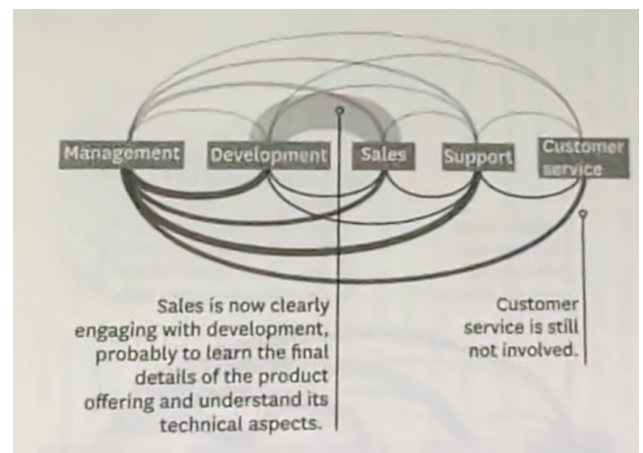 Management
Development
Sales
Support
Customer
service
Sales is now clearly
engaging with development,
probably to learn the final
details of the product
offering and understand its
technical aspects.
Customer
service is still
not involved.